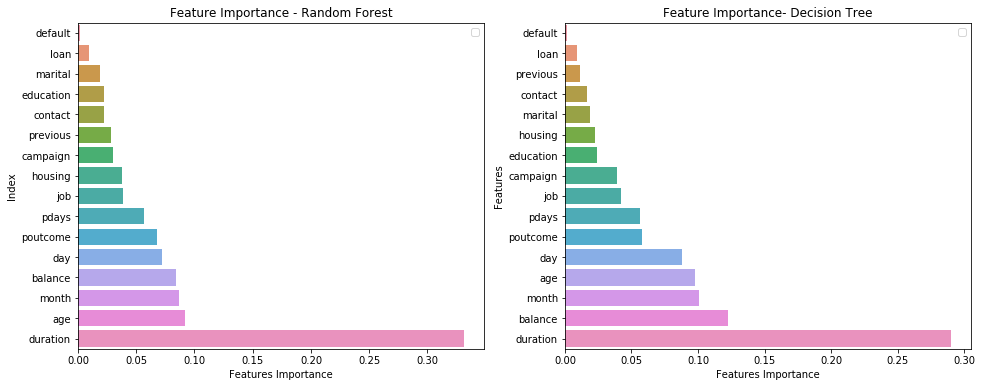 Feature Importance - Random Forest
Index
default
loan
marital
education
contact
previous
campaign
housing
job
pdays
poutcome
day
balance
month
age
duration
0.00 0.05 0.10 0.15 0.20 0.25 0.30
Features Importance
Feature Importance- Decision Tree
Features
default
loan
previous
contact
marital
housing
education
campaign
job
pdays
poutcome
day
age
month
balance
duration
0.00 0.05 0.10 0.15 0.20 0.25 0.30
Features Importance